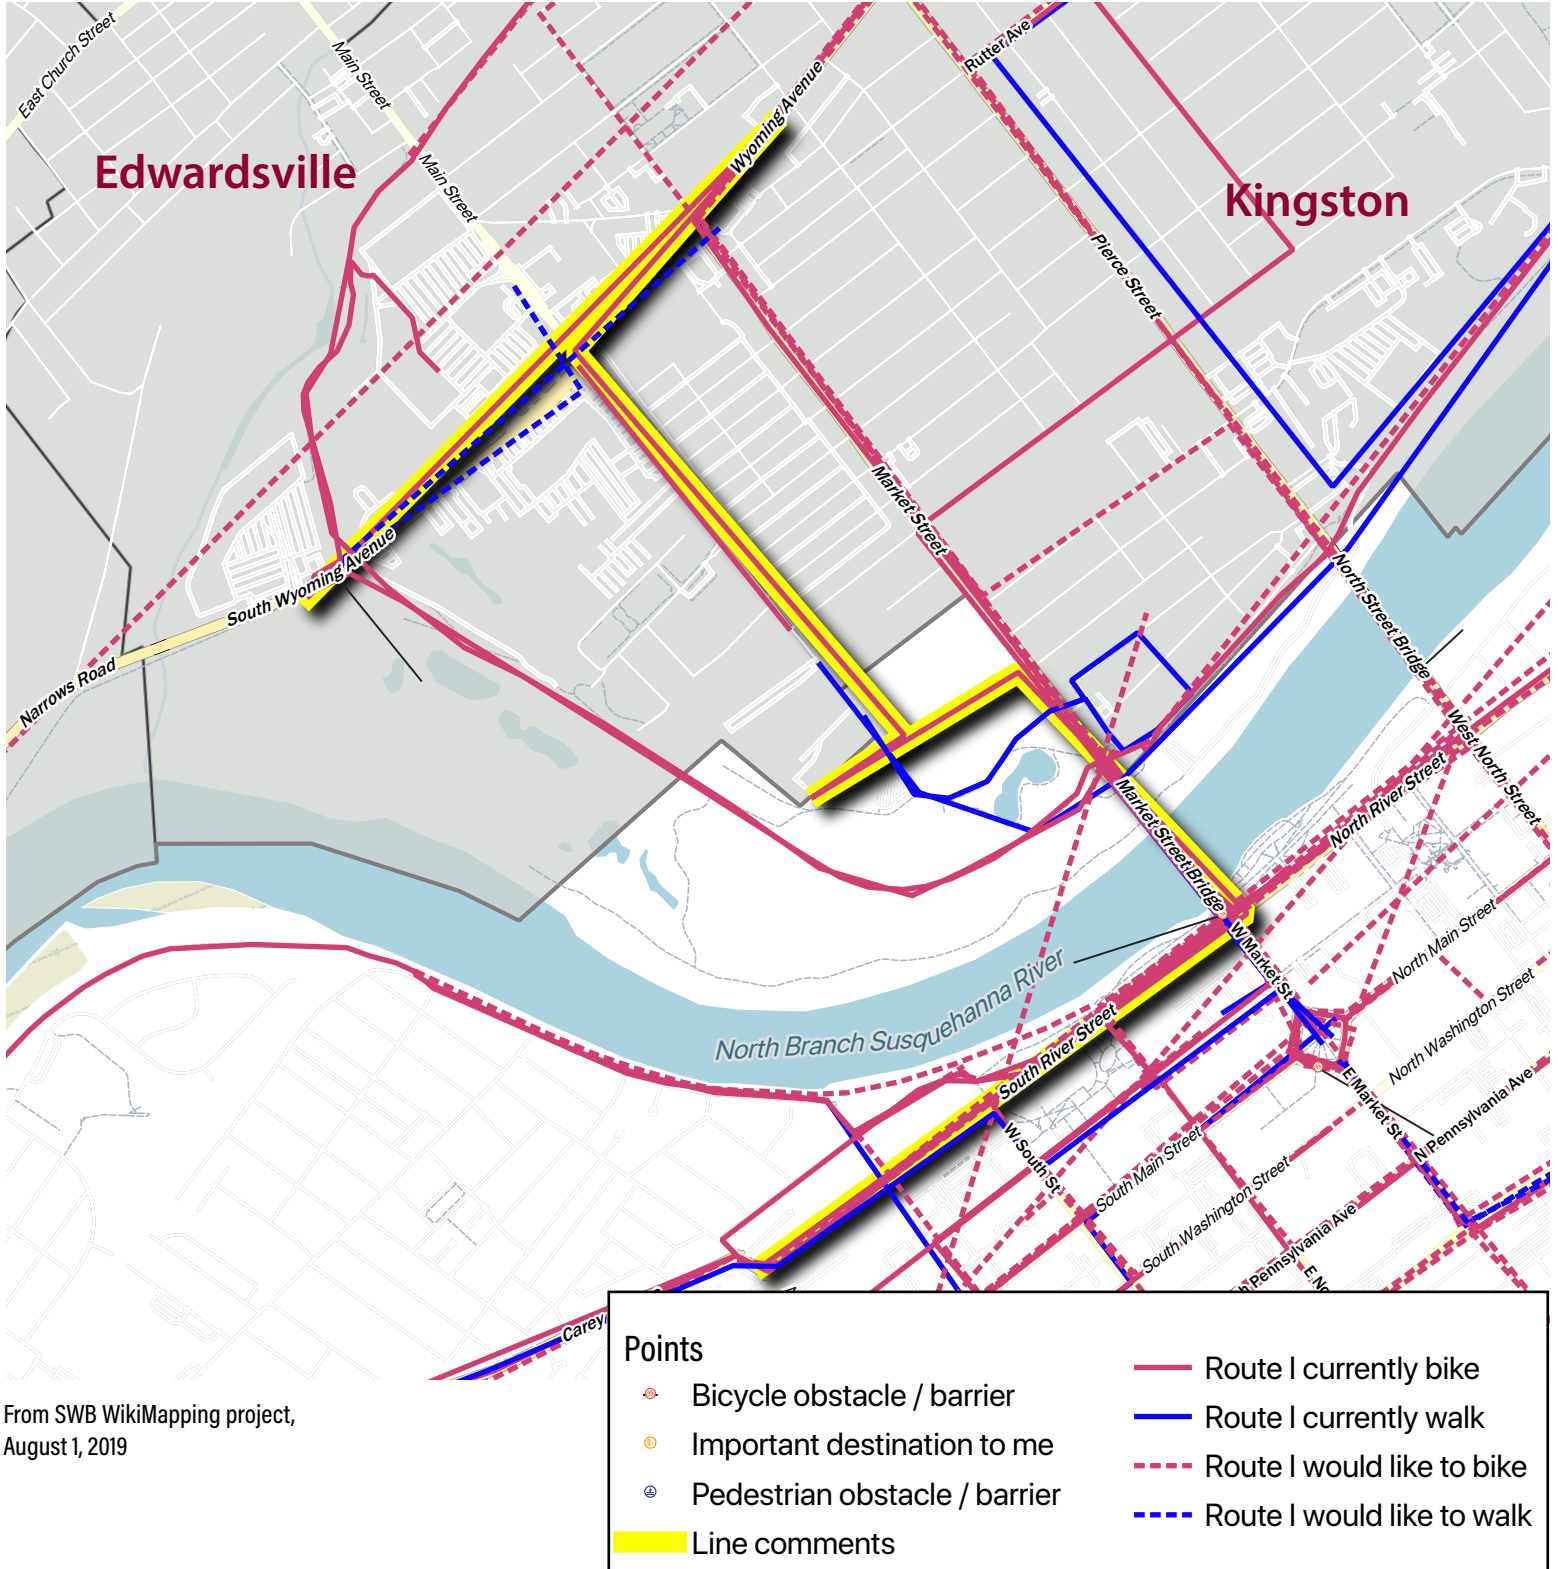 East Church Street
Main Street
Wyoming Avenue
Rutter Ave
Edwardsville
Main Street
Kingston
Pierce Street
Market Street
South Wyoming Avenue
North Street Bridge
Narrows Road
West North Street
Market Street Bridge
North River Street
W Market St
North Main Street
North Branch Susquehanna River
North Washington Street
South River Street
E Market St
N Pennsylvania Ave
W South St
South Main Street
South Washington Street
h Pennsylvania Ave
E No
Carey
Points
Bicycle obstacle / barrier
Important destination to me
Pedestrian obstacle / barrier
Line comments
Route I currently bike
Route I currently walk
Route I would like to bike
Route I would like to walk
From SWB WikiMapping project,
August 1, 2019